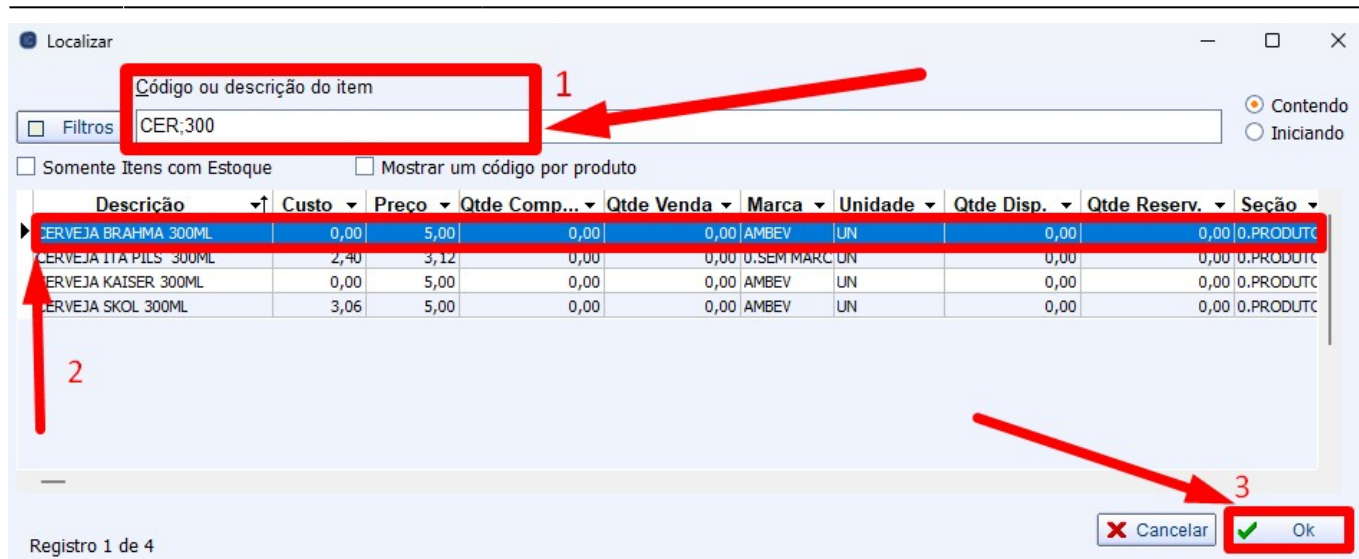 Localizar
Código ou descrição do item
1
Filtros CER;300
Contendo
Iniciando
Somente Itens com Estoque Mostrar um código por produto
Descrição Custo Preço Qtde Comp... Qtde Venda Marca Unidade Qtde Disp. Qtde Reserv. Seção
CERVEJA BRAHMA 300ML 0,00 5,00 0,00 0,00 AMBEV UN 0,00 0,00 0.PRODUTO
CERVEJA ITA PILS 300ML 2,40 3,12 0,00 0,00 0.SEM MARC UN 0,00 0,00 0.PRODUTO
CERVEJA KAISER 300ML 0,00 5,00 0,00 0,00 AMBEV UN 0,00 0,00 0.PRODUTO
CERVEJA SKOL 300ML 3,06 5,00 0,00 0,00 AMBEV UN 0,00 0,00 0.PRODUTO
2
3
Cancelar Ok
Registro 1 de 4